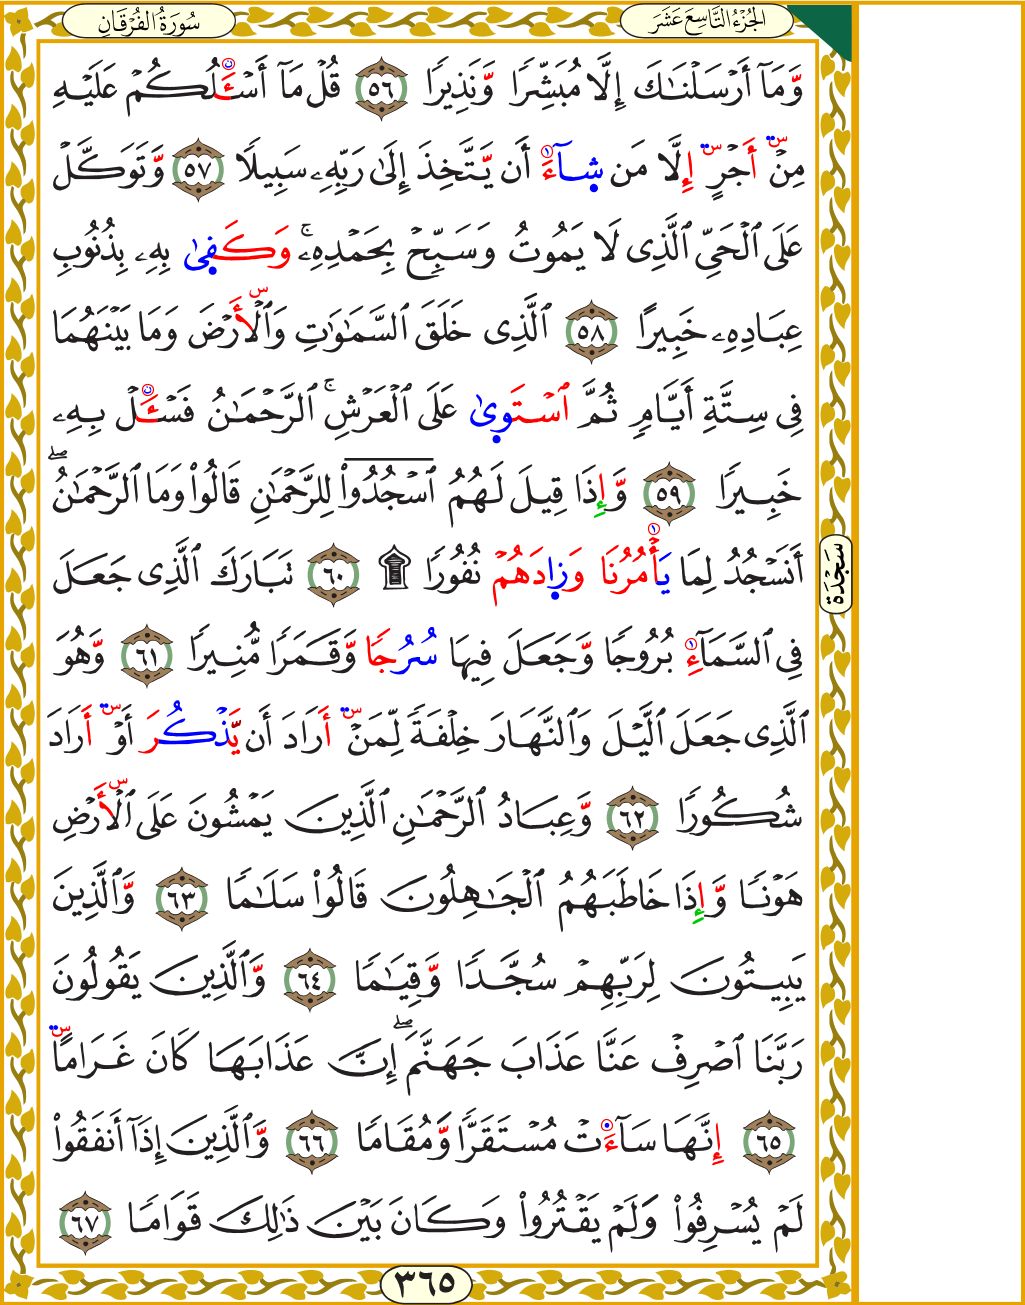 سُورَةُ الفُرْقَانِ
الجُزْءُ التَّاسِعَ عَشَرَ
وَمَآ أَرْسَلْنَٰكَ إِلَّا مُبَشِّرًا وَنَذِيرًا ٥٦ قُلْ مَآ أَسْـَٔلُكُمْ عَلَيْهِ
مِنْ أَجْرٍ إِلَّا مَن شَآءَ أَن يَتَّخِذَ إِلَىٰ رَبِّهِۦ سَبِيلًا ٥٧ وَتَوَكَّلْ
عَلَى ٱلْحَىِّ ٱلَّذِى لَا يَمُوتُ وَسَبِّحْ بِحَمْدِهِۦۚ وَكَفِىٰ بِهِۦ بِذُنُوبِ
عِبَادِهِۦ خَبِيرًا ٥٨ ٱلَّذِى خَلَقَ ٱلسَّمَٰوَٰتِ وَٱلْأَرْضَ وَمَا بَيْنَهُمَا
فِى سِتَّةِ أَيَّامٍ ثُمَّ ٱسْتَوِىٰ عَلَى ٱلْعَرْشِۚ ٱلرَّحْمَٰنُ فَسْـَٔلْ بِهِۦ
خَبِيرًا ٥٩ وَإِذَا قِيلَ لَهُمُ ٱسْجُدُوا۟ لِلرَّحْمَٰنِ قَالُوا۟ وَمَا ٱلرَّحْمَٰنُۖ
أَنَسْجُدُ لِمَا يَأْمُرُنَا وَزِادَهُمْ نُفُورًا ۩ ٦٠ تَبَارَكَ ٱلَّذِى جَعَلَ
فِى ٱلسَّمَآءِ بُرُوجًا وَجَعَلَ فِيهَا سُرُجًا وَقَمَرًا مُّنِيرًا ٦١ وَهُوَ
ٱلَّذِى جَعَلَ ٱلَّيْلَ وَٱلنَّهَارَ خِلْفَةً لِّمَنْ أَرَادَ أَن يَذْكُرَ أَوْ أَرَادَ
شُكُورًا ٦٢ وَعِبَادُ ٱلرَّحْمَٰنِ ٱلَّذِينَ يَمْشُونَ عَلَى ٱلْأَرْضِ
هَوْنًا وَإِذَا خَاطَبَهُمُ ٱلْجَٰهِلُونَ قَالُوا۟ سَلَٰمًا ٦٣ وَٱلَّذِينَ
يَبِيتُونَ لِرَبِّهِمْ سُجَّدًا وَقِيَٰمًا ٦٤ وَٱلَّذِينَ يَقُولُونَ
رَبَّنَا ٱصْرِفْ عَنَّا عَذَابَ جَهَنَّمَۖ إِنَّ عَذَابَهَا كَانَ غَرَامًا
٦٥ إِنَّهَا سَآءَتْ مُسْتَقَرًّا وَمُقَامًا ٦٦ وَٱلَّذِينَ إِذَآ أَنفَقُوا۟
لَمْ يُسْرِفُوا۟ وَلَمْ يَقْتُرُوا۟ وَكَانَ بَيْنَ ذَٰلِكَ قَوَامًا ٦٧
سَجْدَة
٣٦٥